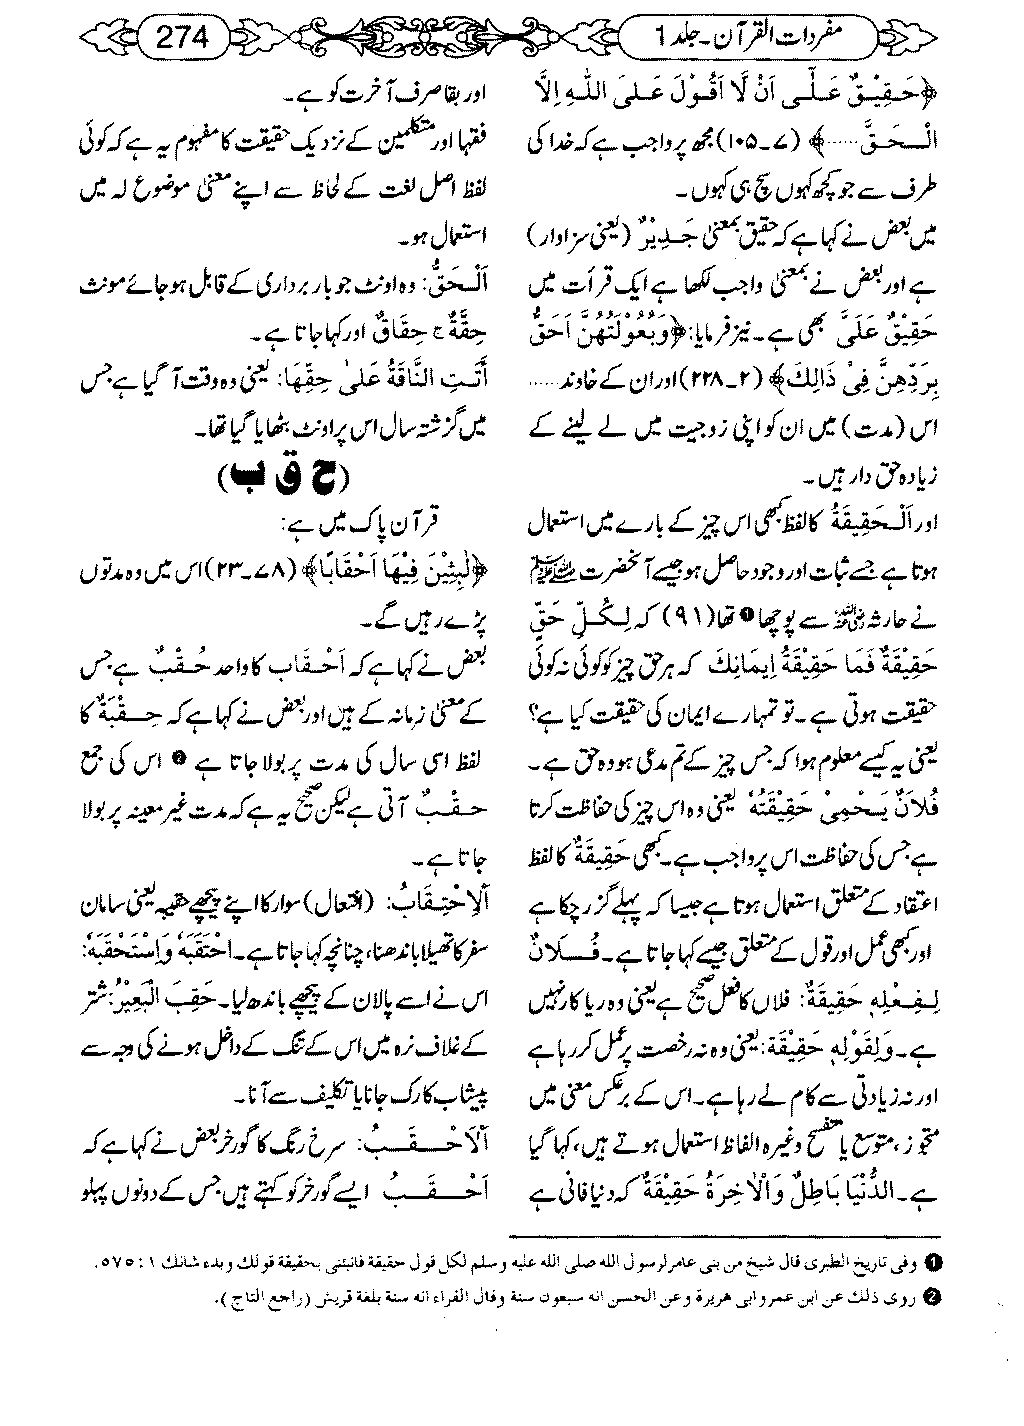 مفردات القرآن۔جلد 1
274
﴿حَقِیْقٌ عَلٰٓی اَنْ لَّا اَقُوْلَ عَلَی اللّٰہِ اِلَّا
الْحَقَّ......﴾ (۷۔۱۰۵) مجھ پر واجب ہے کہ خدا کی
طرف سے جو کچھ کہوں سچ ہی کہوں۔
میں بعض نے کہا ہے کہ حقیق بمعنی جَدِیْرٌ (یعنی سزاوار)
ہے اور بعض نے بمعنی واجب لکھا ہے ایک قرأت میں
حَقِیْقٌ عَلَیَّ بھی ہے۔ نیز فرمایا: ﴿وَبُعُوْلَتُہُنَّ اَحَقُّ
بِرَدِّهِنَّ فِیْ ذَالِكَ﴾ (۲۔۲۲۸) اور ان کے خاوند ......
اس (مدت) میں ان کو اپنی زوجیت میں لے لینے کے
زیادہ حق دار ہیں۔
اور اَلْحَقِیْقَةُ کا لفظ کبھی اس چیز کے بارے میں استعمال
ہوتا ہے جسے ثبات اور وجود حاصل ہو جیسے آنحضرت ﷺ
نے حارثہ رضی اللہ عنہ سے پوچھا ❶ تھا (۹۱) کہ لِکُلِّ حَقٍّ
حَقِیْقَةٌ فَمَا حَقِیْقَةُ اِیمَانِكَ کہ ہر حق چیز کو کوئی نہ کوئی
حقیقت ہوتی ہے۔ تو تمہارے ایمان کی حقیقت کیا ہے؟
یعنی یہ کیسے معلوم ہوا کہ جس چیز کے تم مدعی ہو وہ حق ہے۔
فُلَانٌ یَحْمِیْ حَقِیْقَتَهٗ یعنی وہ اس چیز کی حفاظت کرتا
ہے جس کی حفاظت اس پر واجب ہے۔ کبھی حَقِیْقَةٌ کا لفظ
اعتقاد کے متعلق استعمال ہوتا ہے جیسا کہ پہلے گزر چکا ہے
اور کبھی عمل اور قول کے متعلق جیسے کہا جاتا ہے۔ فُلَانٌ
لِفِعْلِهٖ حَقِیْقَةٌ: فلاں کا فعل صحیح ہے یعنی وہ ریا کار نہیں
ہے۔ وَلِقَوْلِهٖ حَقِیْقَة: یعنی وہ نہ رخصت پر عمل کر رہا ہے
اور نہ زیادتی سے کام لے رہا ہے۔ اس کے برعکس معنی میں
متجوز، متوسع یا متفسح وغیرہ الفاظ استعمال ہوتے ہیں، کہا گیا
ہے۔ الدُّنْیَا بَاطِلٌ وَالْاٰخِرَةُ حَقِیْقَةٌ کہ دنیا فانی ہے
اور بقا صرف آخرت کو ہے۔
فقہا اور متکلمین کے نزدیک حقیقت کا مفہوم یہ ہے کہ کوئی
لفظ اصل لغت کے لحاظ سے اپنے معنی موضوع لہ میں
استعمال ہو۔
اَلْحَقُّ: وہ اونٹ جو بار برداری کے قابل ہو جائے مونث
حِقَّةٌ ج حِقَاقٌ اور کہا جاتا ہے۔
أَتَتِ النَّاقَةُ عَلیٰ حِقِّهَا: یعنی وہ وقت آ گیا ہے جس
میں گزشتہ سال اس پر اونٹ بٹھایا گیا تھا۔
(ح ق ب)
قرآن پاک میں ہے:
﴿لٰبِثِیْنَ فِیْهَا اَحْقَابًا﴾ (۷۸۔۲۳) اس میں وہ مدتوں
پڑے رہیں گے۔
بعض نے کہا ہے کہ اَحْقَاب کا واحد حُقْبٌ ہے جس
کے معنیٰ زمانہ کے ہیں اور بعض نے کہا ہے کہ حِقْبَةٌ کا
لفظ اسی سال کی مدت پر بولا جاتا ہے ❷ اس کی جمع
حِقْبٌ آتی ہے لیکن صحیح یہ ہے کہ مدت غیر معینہ پر بولا
جاتا ہے۔
اَلْاِحْتِقَابُ: (افتعال) سوار کا اپنے پیچھے حقیبہ یعنی سامان
سفر کا تھیلا باندھنا، چنانچہ کہا جاتا ہے۔ احْتَقَبَهٗ وَاسْتَحْقَبَهٗ:
اس نے اسے پالان کے پیچھے باندھ لیا۔ حَقِبَ الْبَعِیْرُ: شتر
کے غلاف نرہ میں اس کے تنگ کے داخل ہونے کی وجہ سے
پیشاب کا رک جانا یا تکلیف سے آنا۔
اَلْاَحْقَبُ: سرخ رنگ کا گورخر بعض نے کہا ہے کہ
اَحْقَبُ ایسے گورخر کو کہتے ہیں جس کے دونوں پہلو
❶ وفی تاریخ الطبری قال شیخ من بنی عامر لرسول الله صلی الله علیه وسلم لکل قول حقیقة فانبئنی بحقیقة قولك وبدء شانك ۱ : ۵۷۵.
❷ روی ذلك عن ابن عمرو ابی هریرة وعن الحسن انه سبعون سنة وقال الفراء انه سنة بلغة قریش (راجع التاج).